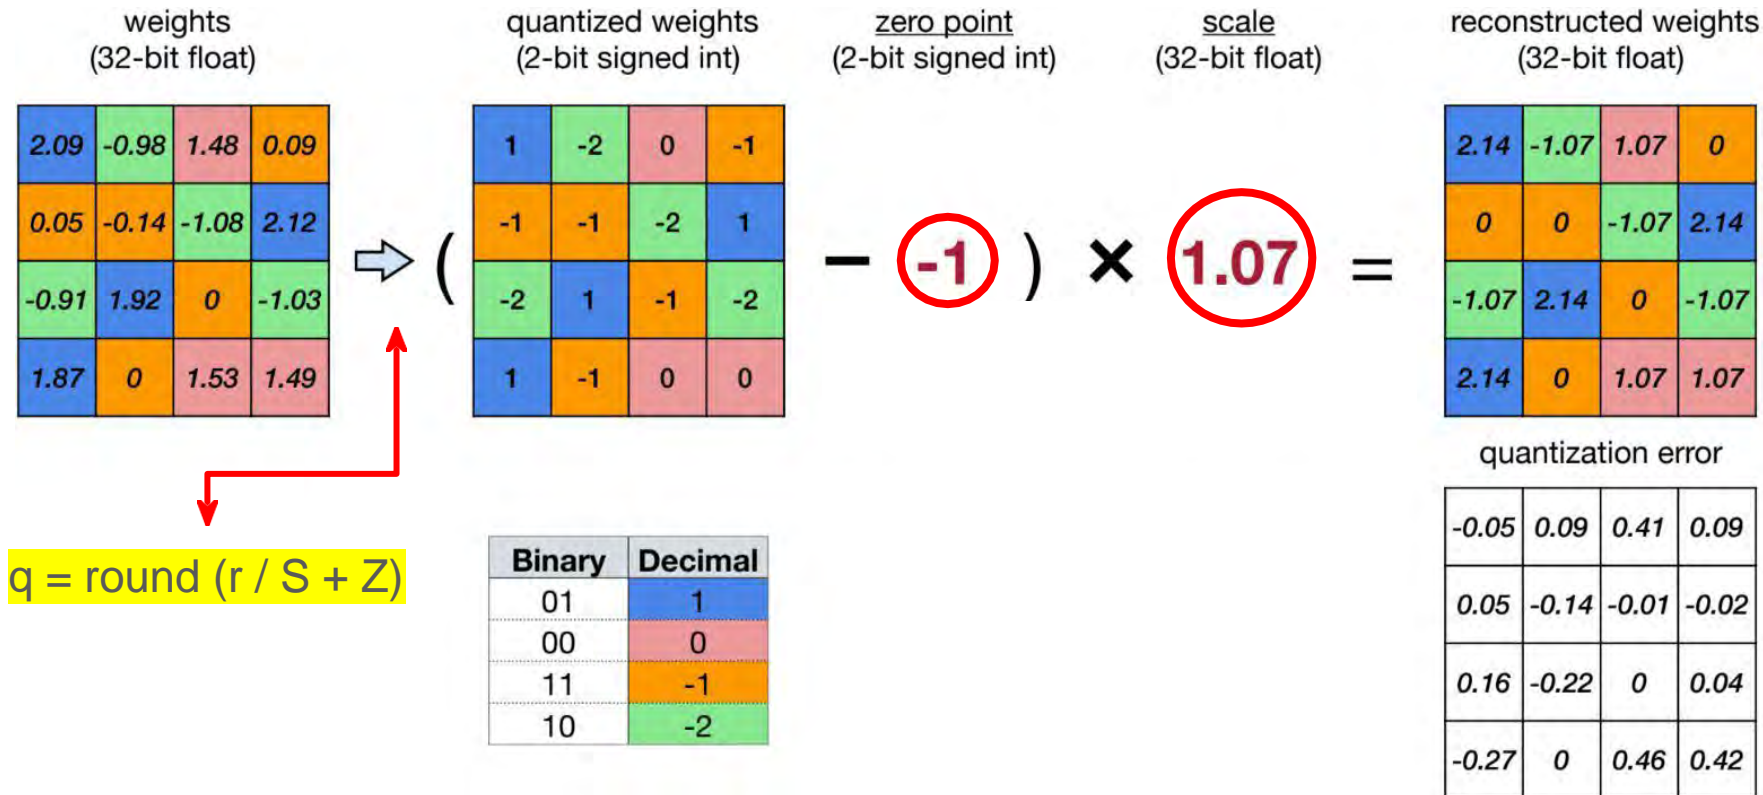 weights
(32-bit float)
quantized weights
(2-bit signed int)
zero point
(2-bit signed int)
scale
(32-bit float)
reconstructed weights
(32-bit float)
2.09 -0.98 1.48 0.09
0.05 -0.14 -1.08 2.12
-0.91 1.92 0 -1.03
1.87 0 1.53 1.49
(
1 -2 0 -1
-1 -1 -2 1
-2 1 -1 -2
1 -1 0 0
− -1 ) × 1.07 =
2.14 -1.07 1.07 0
0 0 -1.07 2.14
-1.07 2.14 0 -1.07
2.14 0 1.07 1.07
q = round (r / S + Z)
Binary Decimal
01 1
00 0
11 -1
10 -2
quantization error
-0.05 0.09 0.41 0.09
0.05 -0.14 -0.01 -0.02
0.16 -0.22 0 0.04
-0.27 0 0.46 0.42